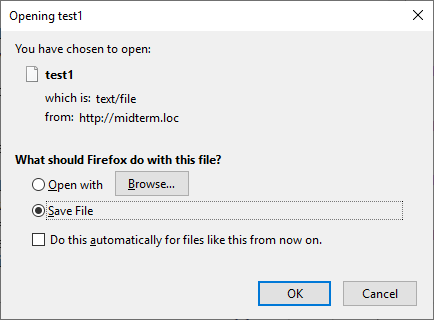 Opening test1
You have chosen to open:
test1
which is: text/file
from: http://midterm.loc
What should Firefox do with this file?
Open with Browse...
Save File
Do this automatically for files like this from now on.
OK Cancel